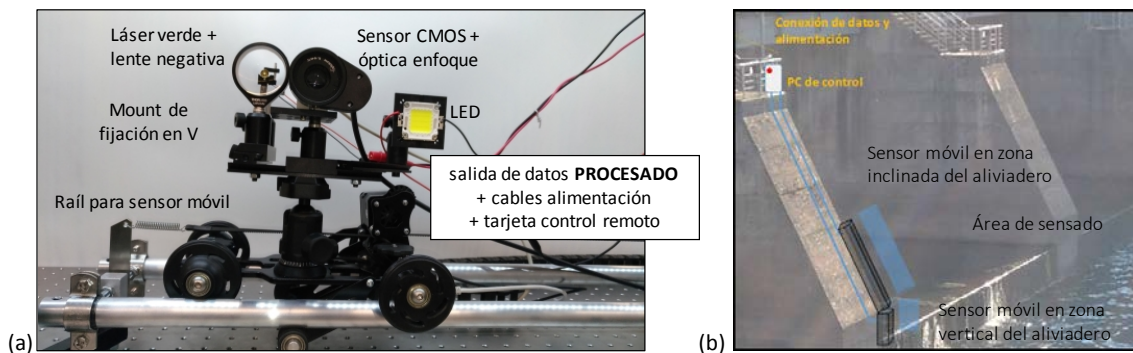 Láser verde +
lente negativa
Sensor CMOS +
óptica enfoque
Mount de
fijación en V
LED
salida de datos PROCESADO
+ cables alimentación
+ tarjeta control remoto
Raíl para sensor móvil
(a)
Conexión de datos y
alimentación
PC de control
Sensor móvil en zona
inclinada del aliviadero
Área de sensado
Sensor móvil en zona
vertical del aliviadero
(b)